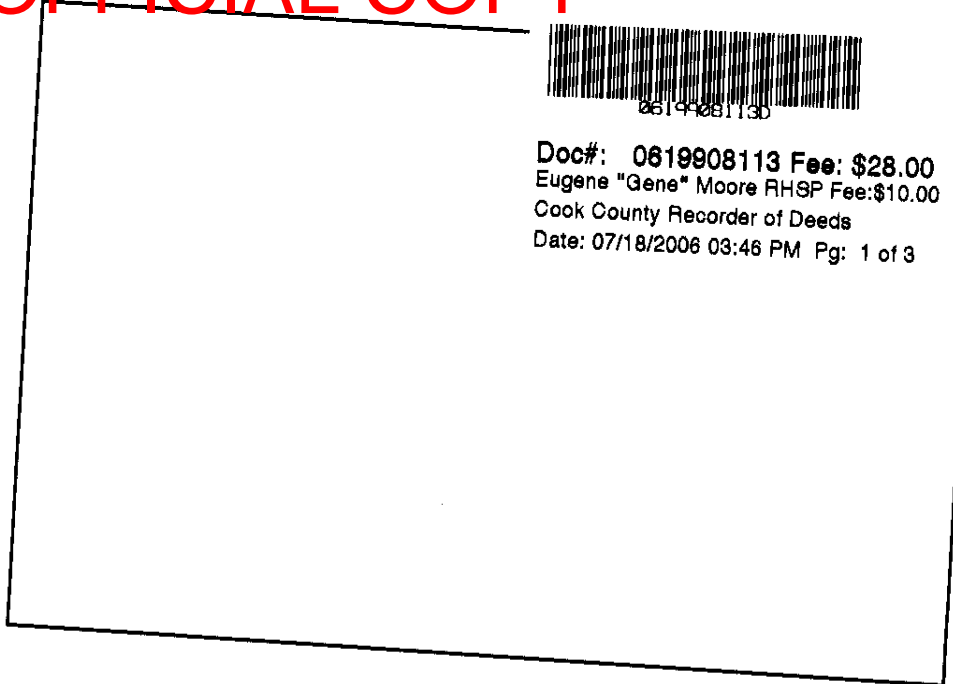 OFFICIAL COPY
0619908113D
Doc#: 0619908113 Fee: $28.00
Eugene "Gene" Moore RHSP Fee:$10.00
Cook County Recorder of Deeds
Date: 07/18/2006 03:46 PM Pg: 1 of 3